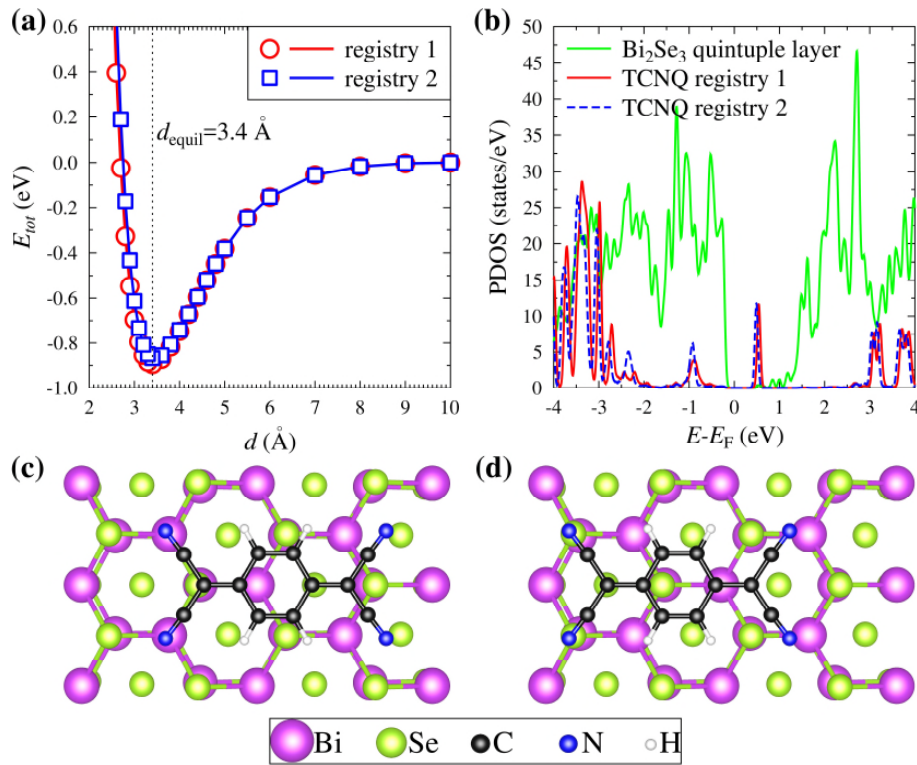 (a)
0.6
0.4
0.2
0.0
-0.2
-0.4
-0.6
-0.8
-1.0
E_tot (eV)
registry 1
registry 2
d_equil=3.4 Å
2 3 4 5 6 7 8 9 10
d (Å)
(b)
50
45
40
35
30
25
20
15
10
5
0
PDOS (states/eV)
Bi₂Se₃ quintuple layer
TCNQ registry 1
TCNQ registry 2
-4 -3 -2 -1 0 1 2 3 4
E-E_F (eV)
(c)
(d)
Bi Se C N H